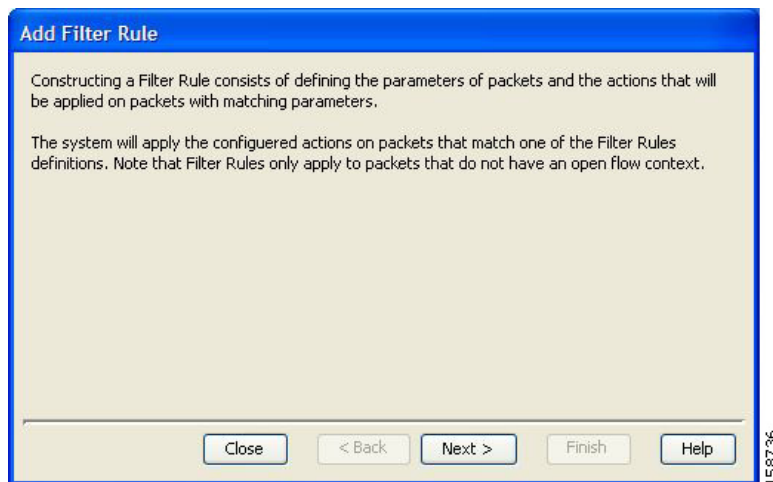 Add Filter Rule
Constructing a Filter Rule consists of defining the parameters of packets and the actions that will
be applied on packets with matching parameters.
The system will apply the configuered actions on packets that match one of the Filter Rules
definitions. Note that Filter Rules only apply to packets that do not have an open flow context.
Close
< Back
Next >
Finish
Help
158736